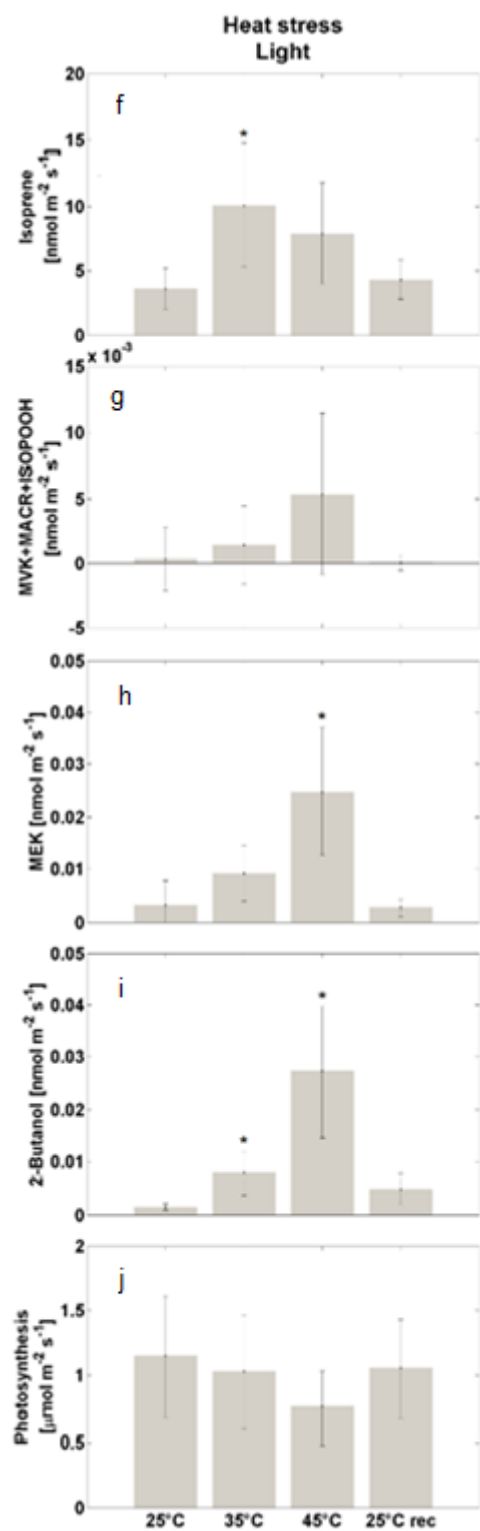 Heat stress
Light
f
Isoprene
[nmol m-2 s-1]
20
15
10
5
0
*
x 10-3
g
MVK+MACR+ISOPOOH
[nmol m-2 s-1]
15
10
5
0
-5
h
MEK [nmol m-2 s-1]
0.05
0.04
0.03
0.02
0.01
0
*
i
2-Butanol [nmol m-2 s-1]
0.05
0.04
0.03
0.02
0.01
0
*
*
j
Photosynthesis
[μmol m-2 s-1]
2
1.5
1
0.5
0
25°C 35°C 45°C 25°C rec